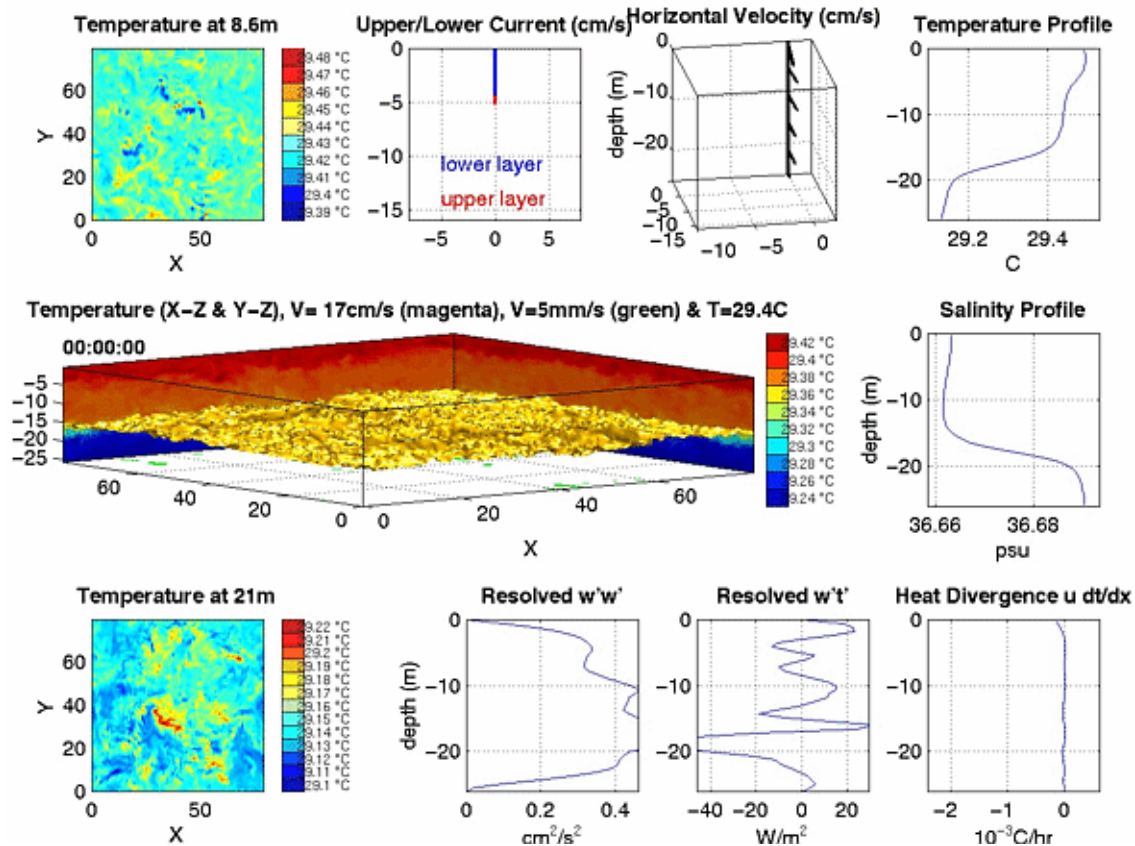 Temperature at 8.6m
60
40
20
0
Y
0 50
X
29.48 °C
29.47 °C
29.46 °C
29.45 °C
29.44 °C
29.43 °C
29.42 °C
29.41 °C
29.4 °C
29.39 °C
Upper/Lower Current (cm/s)
0
−5
−10
−15
lower layer
upper layer
−5 0 5
Horizontal Velocity (cm/s)
depth (m)
0
−10
−20
0
−5
−10
−15
−10
−5
0
Temperature Profile
0
−10
−20
29.2 29.4
C
Temperature (X−Z & Y−Z), V= 17cm/s (magenta), V=5mm/s (green) & T=29.4C
00:00:00
−5
−10
−15
−20
−25
60
40
20
0
0
20
40
60
X
29.42 °C
29.4 °C
29.38 °C
29.36 °C
29.34 °C
29.32 °C
29.3 °C
29.28 °C
29.26 °C
29.24 °C
Salinity Profile
depth (m)
0
−10
−20
36.66 36.68
psu
Temperature at 21m
60
40
20
0
Y
0 50
X
29.22 °C
29.21 °C
29.2 °C
29.19 °C
29.18 °C
29.17 °C
29.16 °C
29.15 °C
29.14 °C
29.13 °C
29.12 °C
29.11 °C
29.1 °C
Resolved w'w'
depth (m)
0
−10
−20
0 0.2 0.4
cm²/s²
Resolved w't'
0
−10
−20
−40 −20 0 20
W/m²
Heat Divergence u dt/dx
0
−10
−20
−2 −1 0
10⁻³C/hr